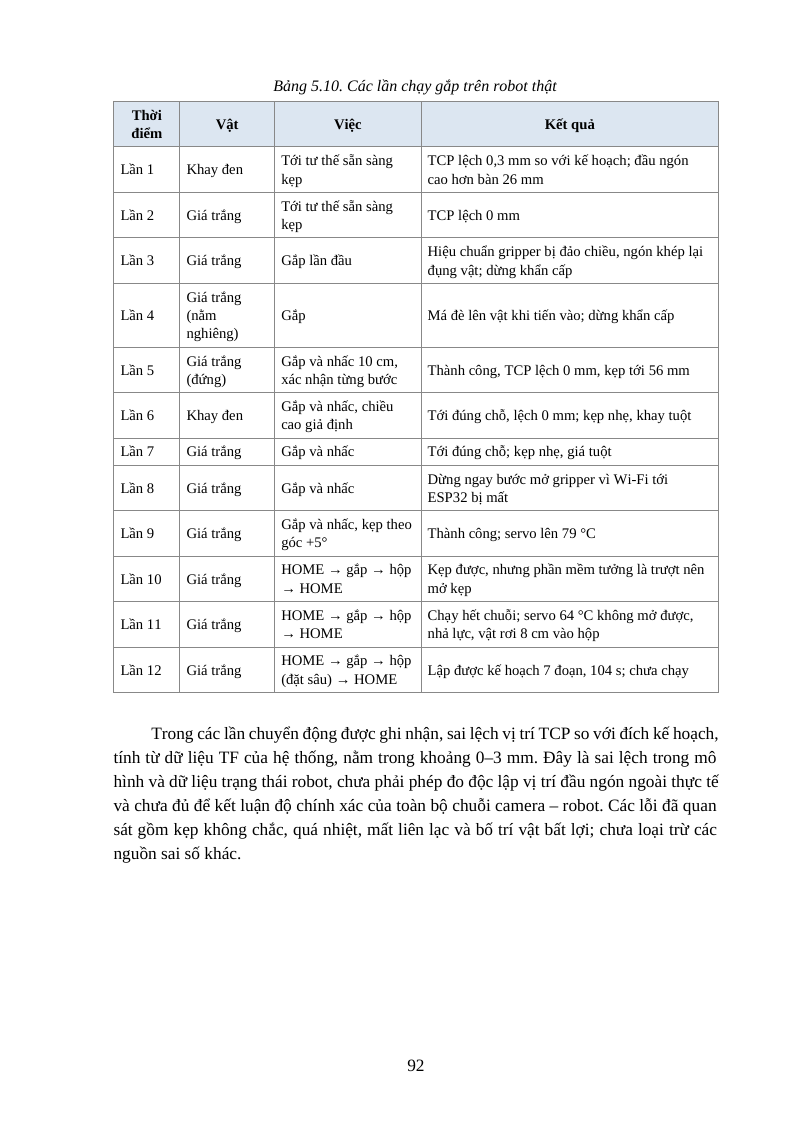 Bảng 5.10. Các lần chạy gắp trên robot thật
Thời điểm | Vật | Việc | Kết quả
Lần 1 | Khay đen | Tới tư thế sẵn sàng kẹp | TCP lệch 0,3 mm so với kế hoạch; đầu ngón cao hơn bàn 26 mm
Lần 2 | Giá trắng | Tới tư thế sẵn sàng kẹp | TCP lệch 0 mm
Lần 3 | Giá trắng | Gắp lần đầu | Hiệu chuẩn gripper bị đảo chiều, ngón khép lại đụng vật; dừng khẩn cấp
Lần 4 | Giá trắng (nằm nghiêng) | Gắp | Má đè lên vật khi tiến vào; dừng khẩn cấp
Lần 5 | Giá trắng (đứng) | Gắp và nhấc 10 cm, xác nhận từng bước | Thành công, TCP lệch 0 mm, kẹp tới 56 mm
Lần 6 | Khay đen | Gắp và nhấc, chiều cao giả định | Tới đúng chỗ, lệch 0 mm; kẹp nhẹ, khay tuột
Lần 7 | Giá trắng | Gắp và nhấc | Tới đúng chỗ; kẹp nhẹ, giá tuột
Lần 8 | Giá trắng | Gắp và nhấc | Dừng ngay bước mở gripper vì Wi-Fi tới ESP32 bị mất
Lần 9 | Giá trắng | Gắp và nhấc, kẹp theo góc +5° | Thành công; servo lên 79 °C
Lần 10 | Giá trắng | HOME → gắp → hộp → HOME | Kẹp được, nhưng phần mềm tưởng là trượt nên mở kẹp
Lần 11 | Giá trắng | HOME → gắp → hộp → HOME | Chạy hết chuỗi; servo 64 °C không mở được, nhả lực, vật rơi 8 cm vào hộp
Lần 12 | Giá trắng | HOME → gắp → hộp (đặt sâu) → HOME | Lập được kế hoạch 7 đoạn, 104 s; chưa chạy
Trong các lần chuyển động được ghi nhận, sai lệch vị trí TCP so với đích kế hoạch,
tính từ dữ liệu TF của hệ thống, nằm trong khoảng 0–3 mm. Đây là sai lệch trong mô
hình và dữ liệu trạng thái robot, chưa phải phép đo độc lập vị trí đầu ngón ngoài thực tế
và chưa đủ để kết luận độ chính xác của toàn bộ chuỗi camera – robot. Các lỗi đã quan
sát gồm kẹp không chắc, quá nhiệt, mất liên lạc và bố trí vật bất lợi; chưa loại trừ các
nguồn sai số khác.
92